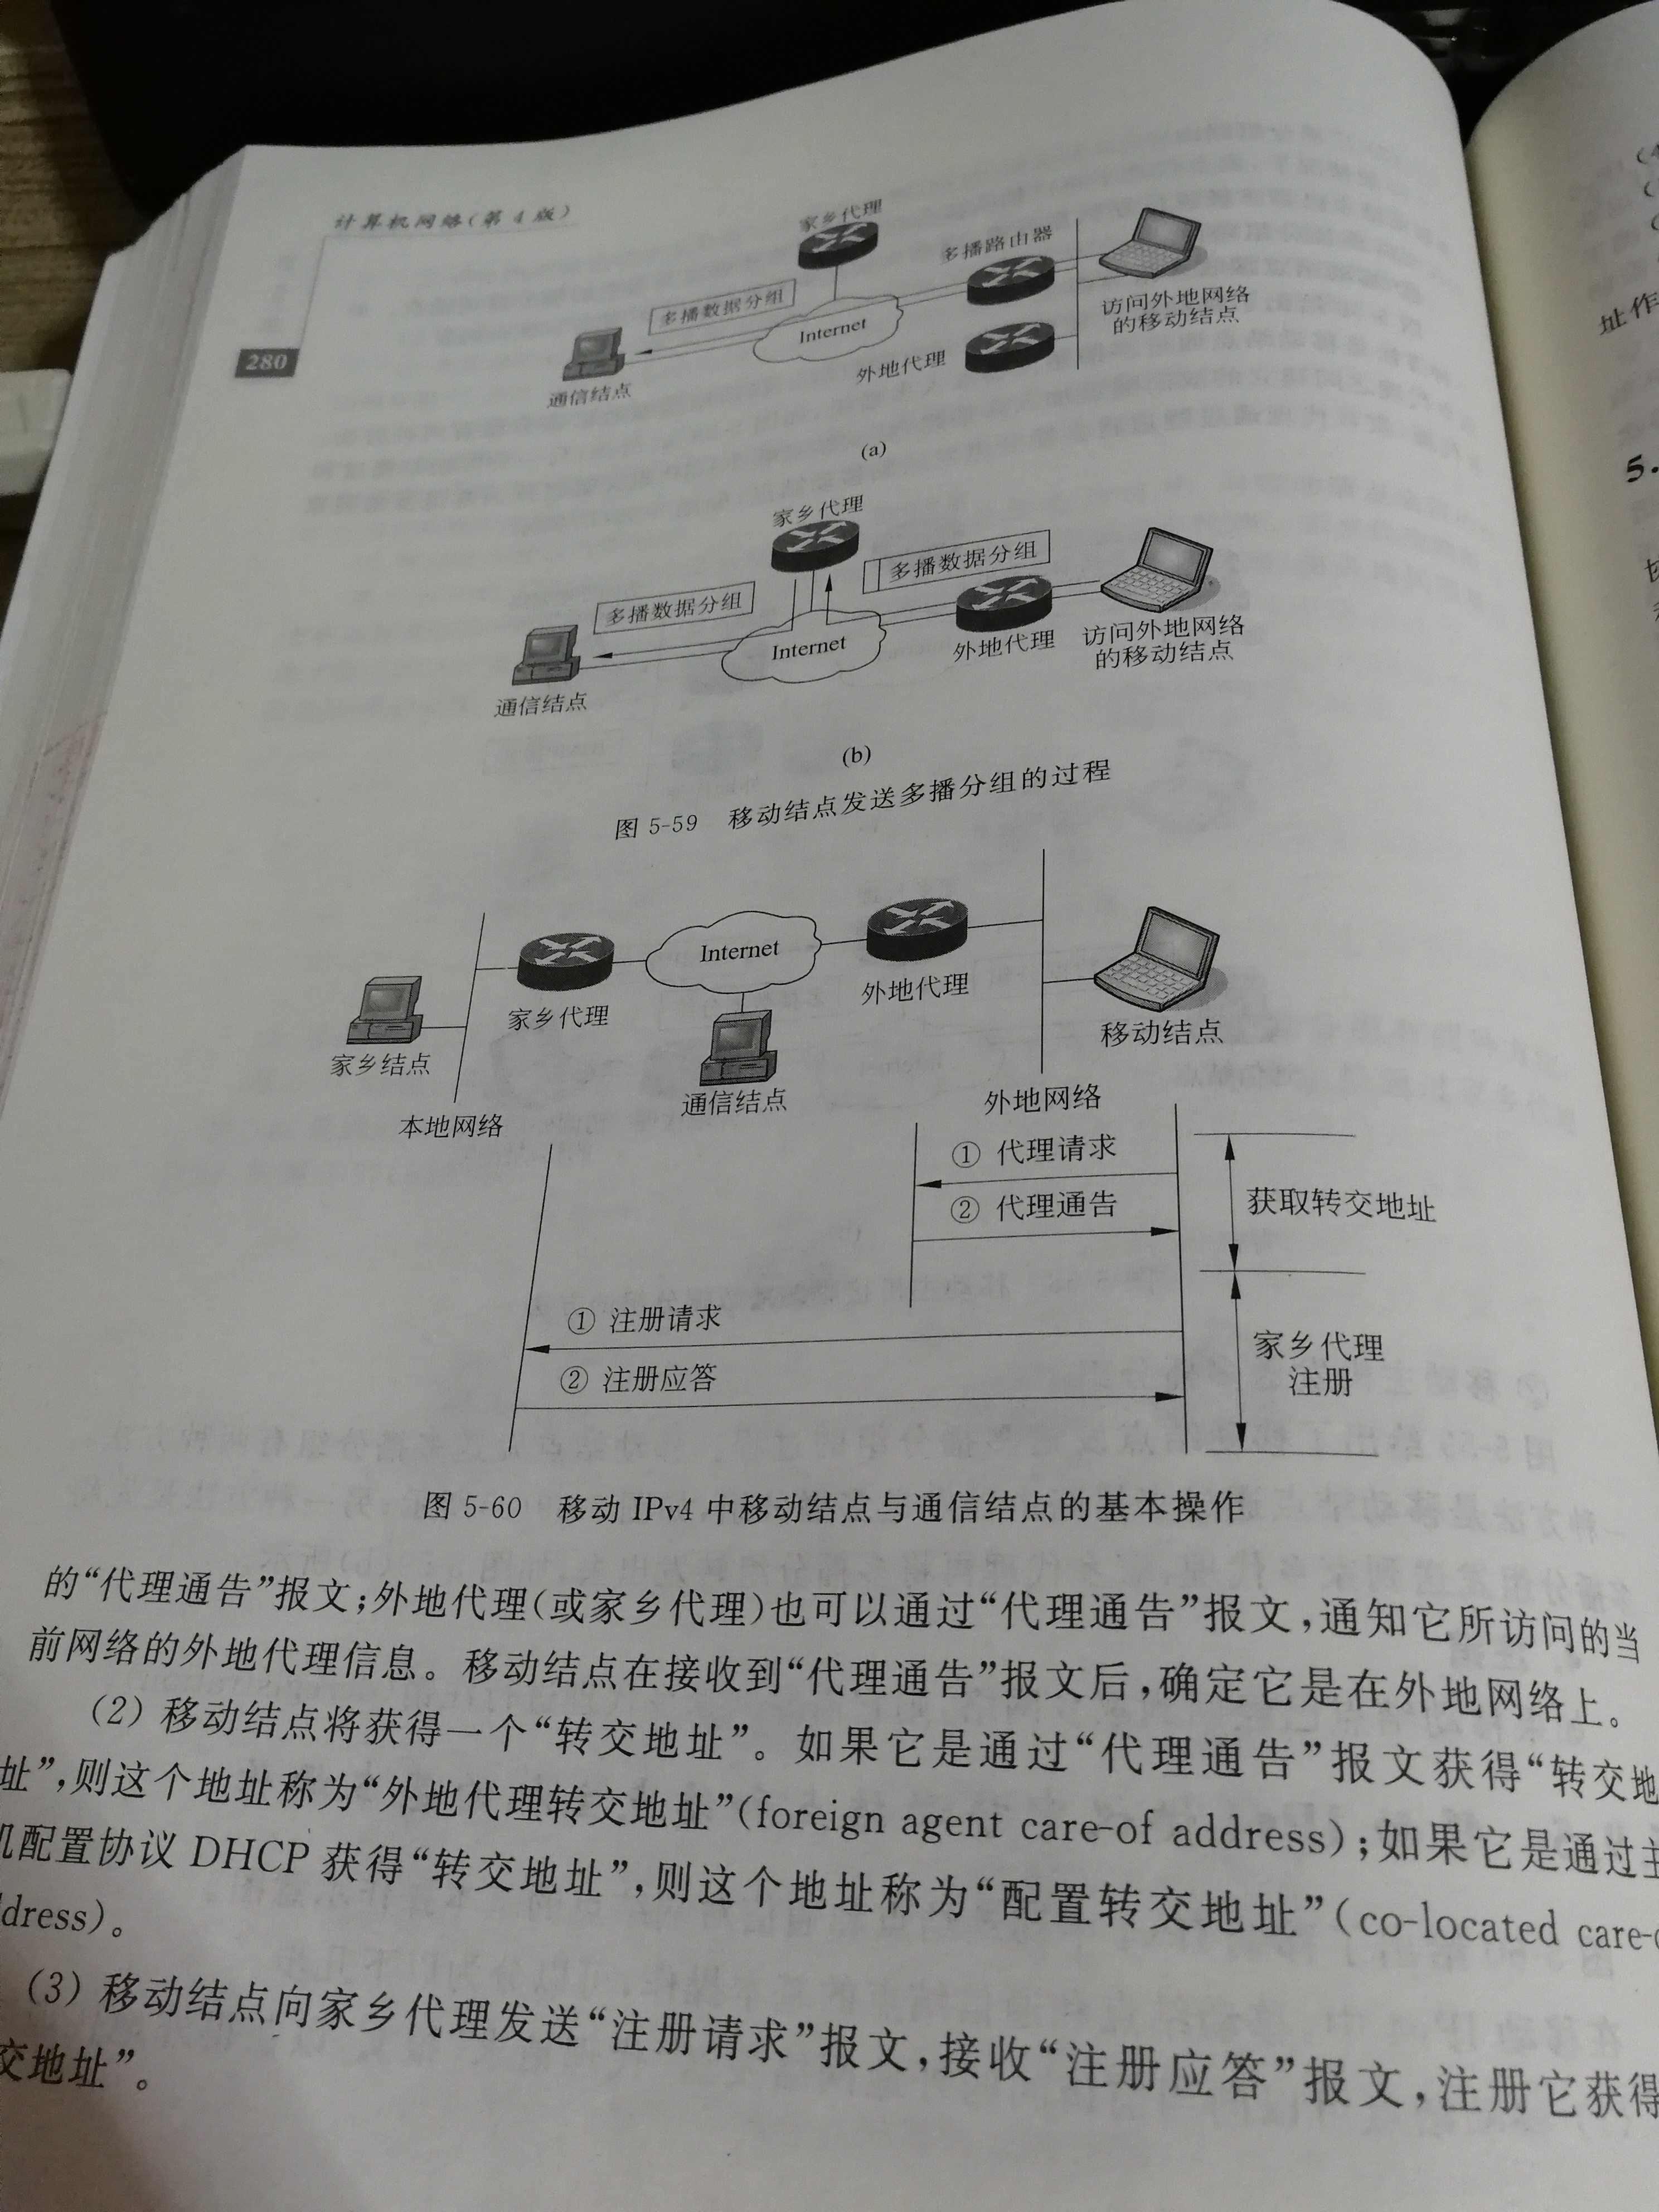 计算机网络(第4版)
280
家乡代理
多播路由器
多播数据分组
Internet
访问外地网络
的移动结点
外地代理
通信结点
(a)
家乡代理
多播数据分组
多播数据分组
Internet
外地代理
访问外地网络
的移动结点
通信结点
(b)
图 5-59 移动结点发送多播分组的过程
Internet
家乡代理
外地代理
移动结点
家乡结点
通信结点
本地网络
外地网络
① 代理请求
② 代理通告
获取转交地址
① 注册请求
② 注册应答
家乡代理
注册
图 5-60 移动 IPv4 中移动结点与通信结点的基本操作
的“代理通告”报文;外地代理(或家乡代理)也可以通过“代理通告”报文,通知它所访问的当
前网络的外地代理信息。移动结点在接收到“代理通告”报文后,确定它是在外地网络上。
(2) 移动结点将获得一个“转交地址”。如果它是通过“代理通告”报文获得“转交地
址”,则这个地址称为“外地代理转交地址”(foreign agent care-of address);如果它是通过主
机配置协议 DHCP 获得“转交地址”,则这个地址称为“配置转交地址”(co-located care-
dress)。
(3) 移动结点向家乡代理发送“注册请求”报文,接收“注册应答”报文,注册它获得
交地址”。
址作
5.